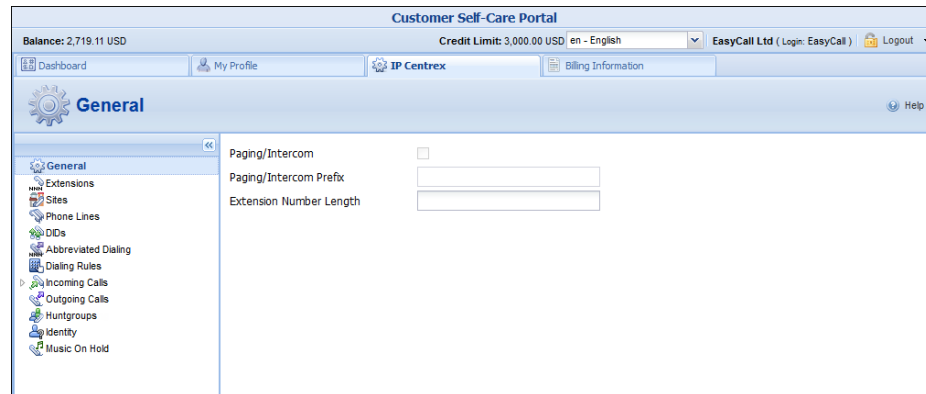 Customer Self-Care Portal
Balance: 2,719.11 USD Credit Limit: 3,000.00 USD en - English EasyCall Ltd ( Login: EasyCall ) Logout
Dashboard My Profile IP Centrex Billing Information
General Help
General
Extensions
Sites
Phone Lines
DIDs
Abbreviated Dialing
Dialing Rules
Incoming Calls
Outgoing Calls
Huntgroups
Identity
Music On Hold
Paging/Intercom
Paging/Intercom Prefix
Extension Number Length